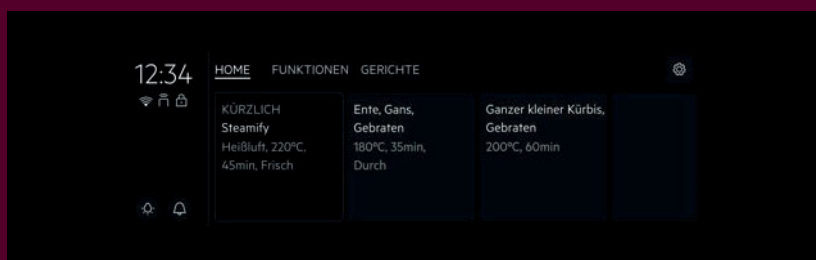 12:34
HOME FUNKTIONEN GERICHTE
KÜRZLICH
Steamify
Heißluft, 220°C,
45min, Frisch
Ente, Gans,
Gebraten
180°C, 35min,
Durch
Ganzer kleiner Kürbis,
Gebraten
200°C, 60min